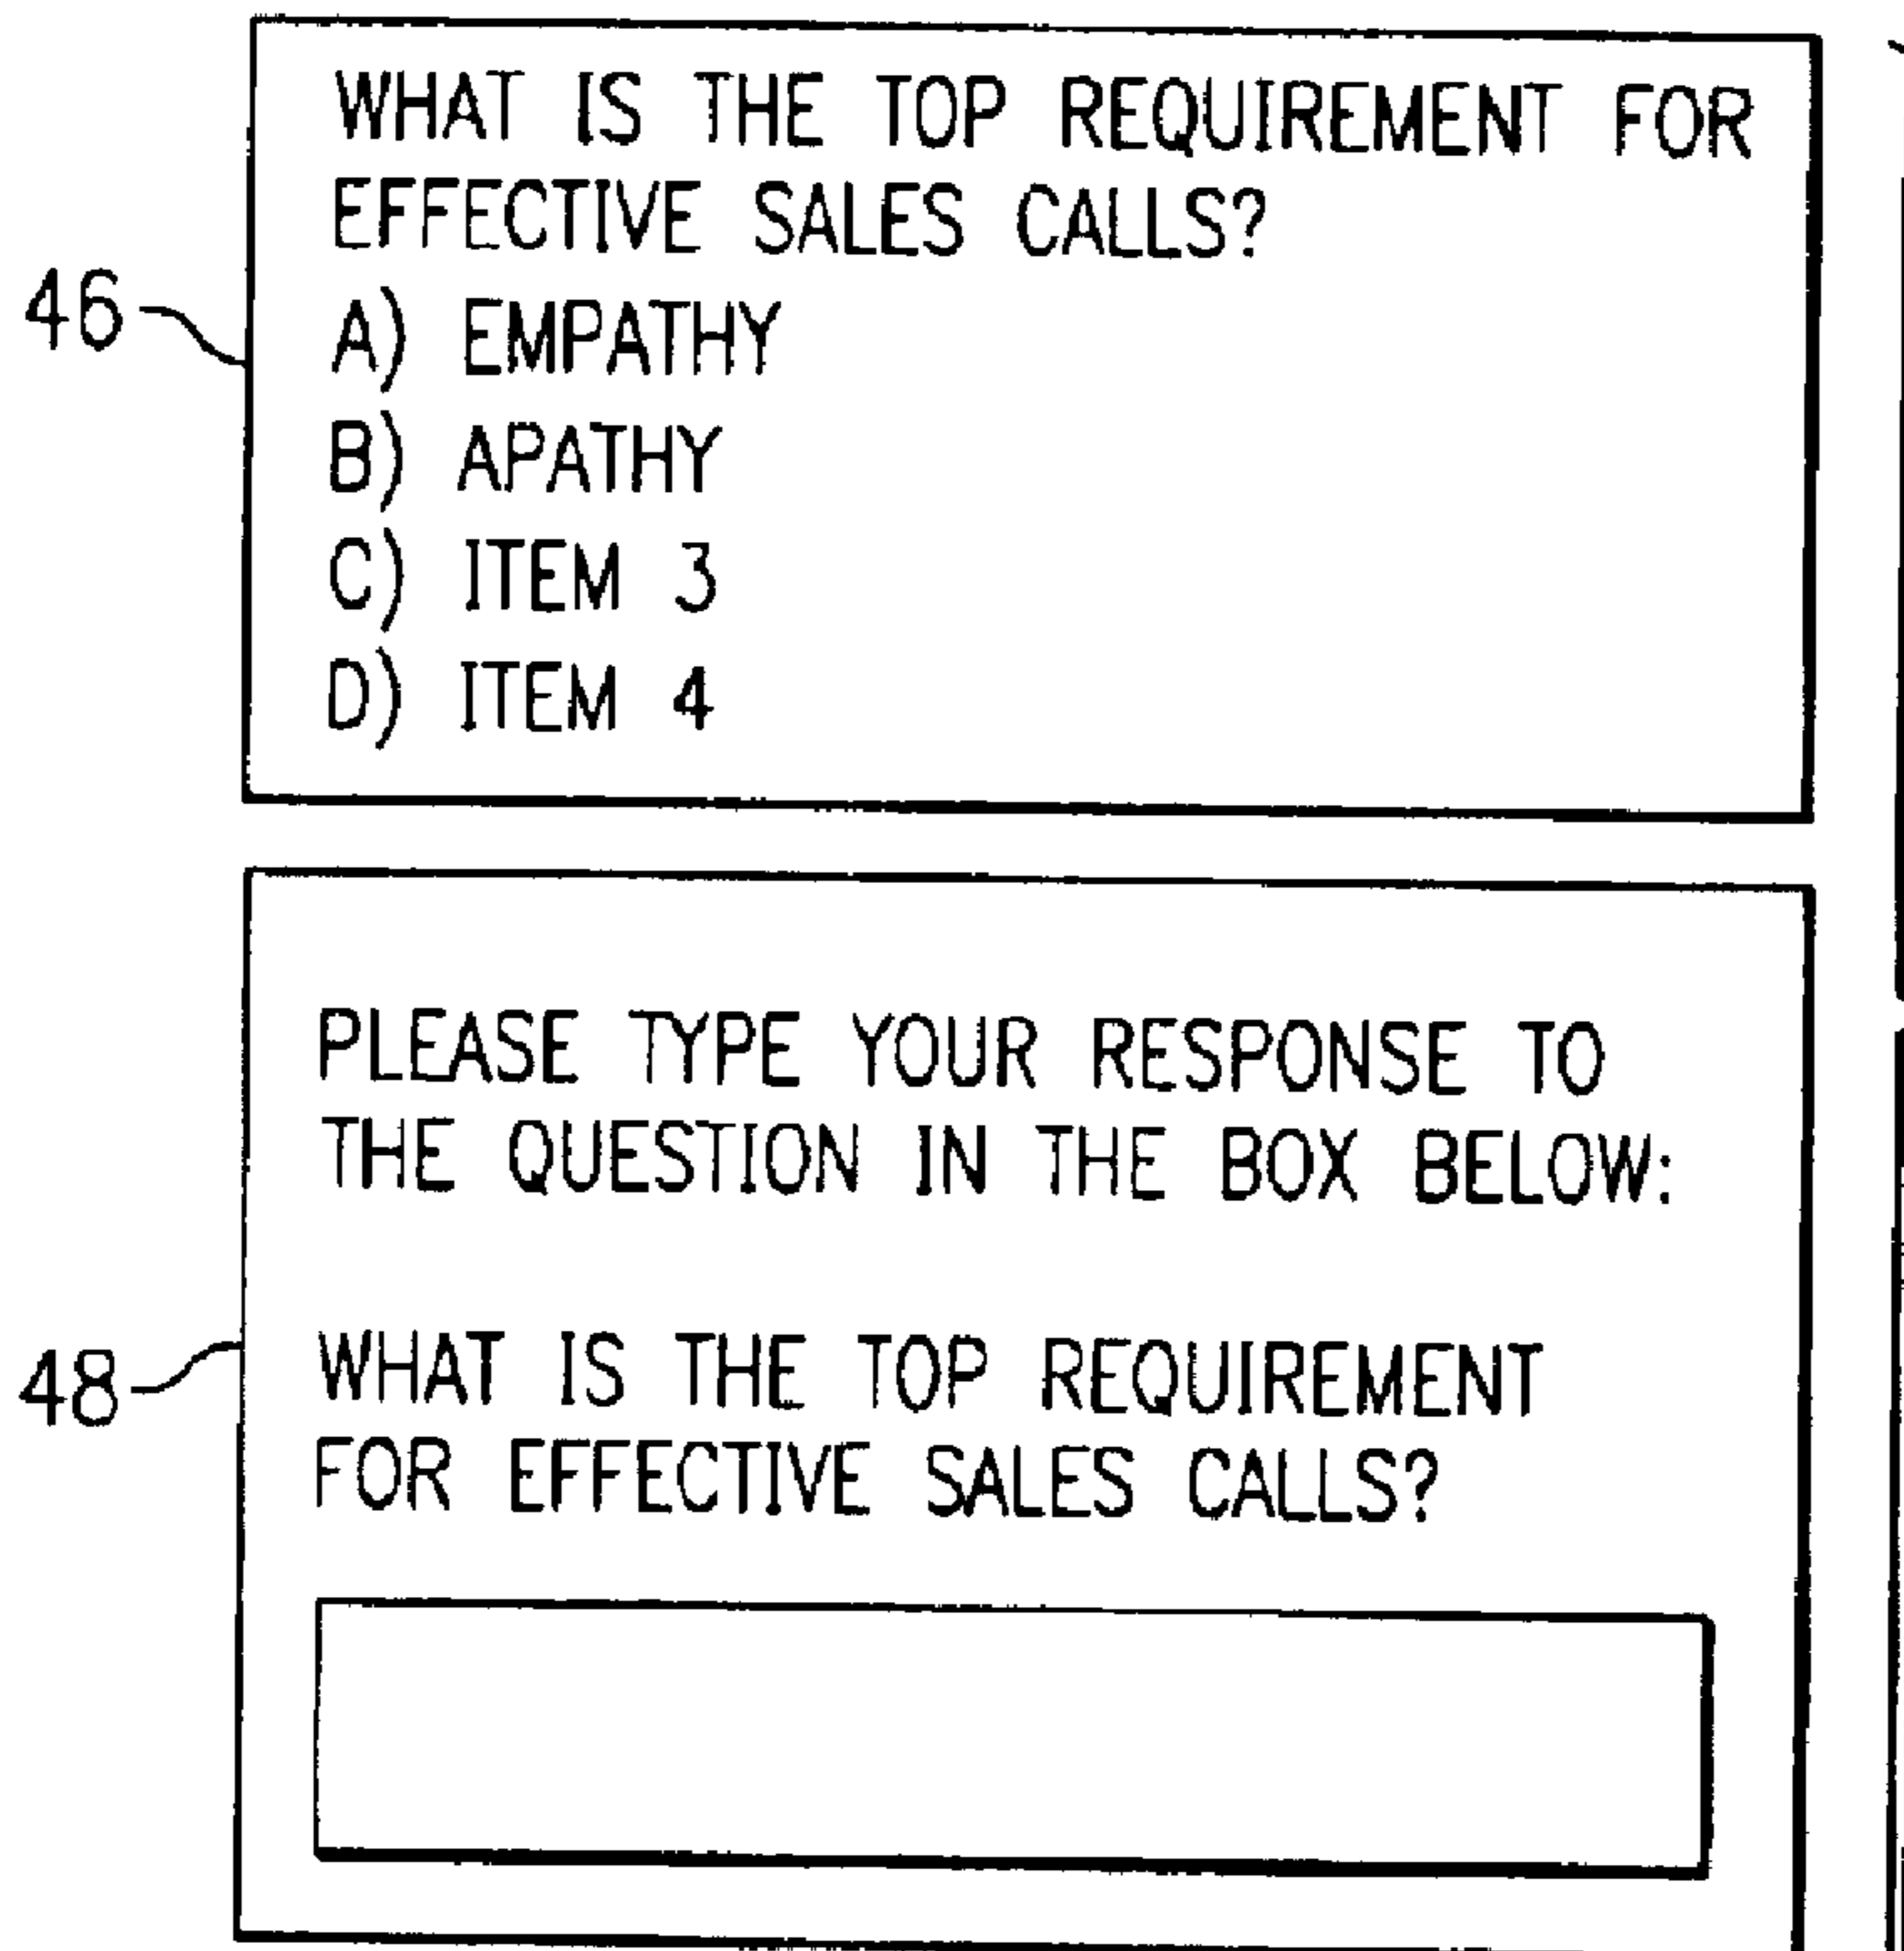 WHAT IS THE TOP REQUIREMENT FOR
EFFECTIVE SALES CALLS?
46
A) EMPATHY
B) APATHY
C) ITEM 3
D) ITEM 4
PLEASE TYPE YOUR RESPONSE TO
THE QUESTION IN THE BOX BELOW:
48
WHAT IS THE TOP REQUIREMENT
FOR EFFECTIVE SALES CALLS?